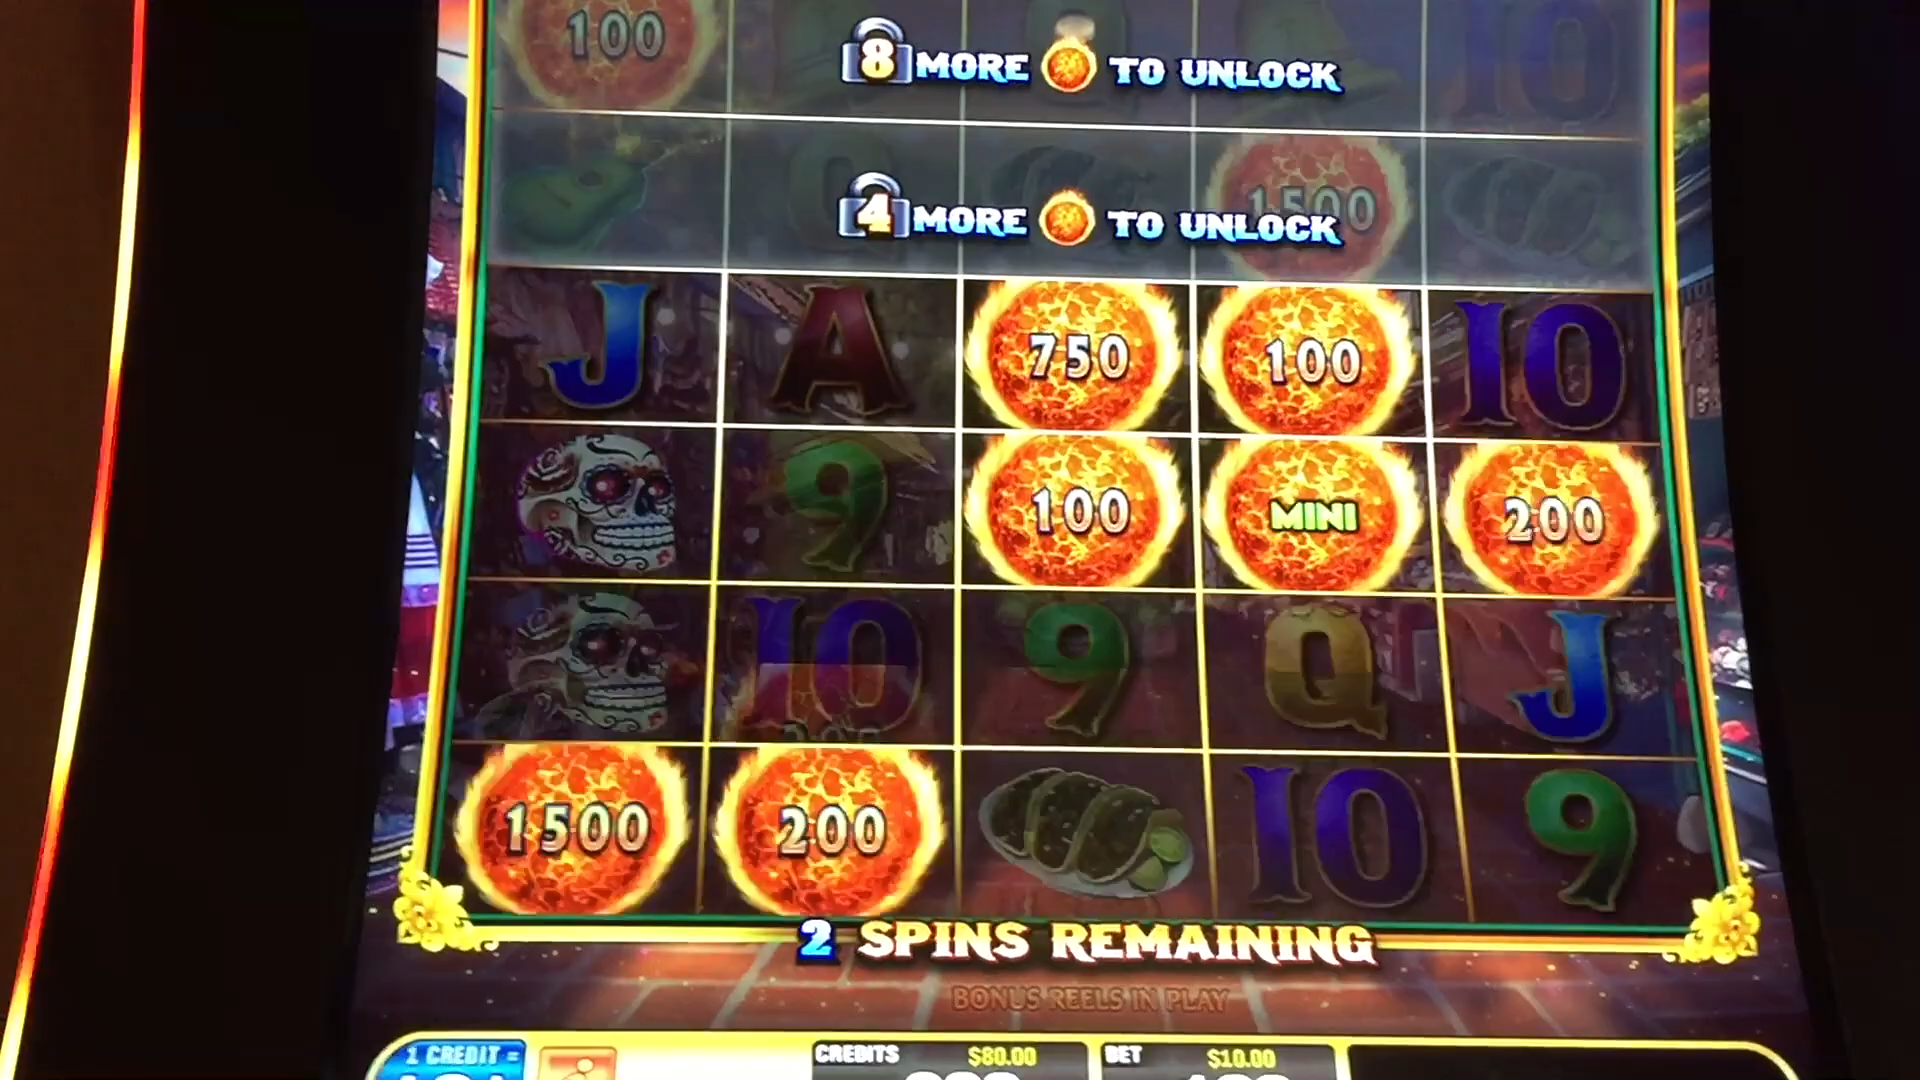 100
8 MORE TO UNLOCK
10
4 MORE TO UNLOCK
1500
J A 750 100 10
9 100 MINI 200
10 9 Q J
1500 200 10 9
2 SPINS REMAINING
BONUS REELS IN PLAY
1 CREDIT =
CREDITS $80.00 BET $10.00